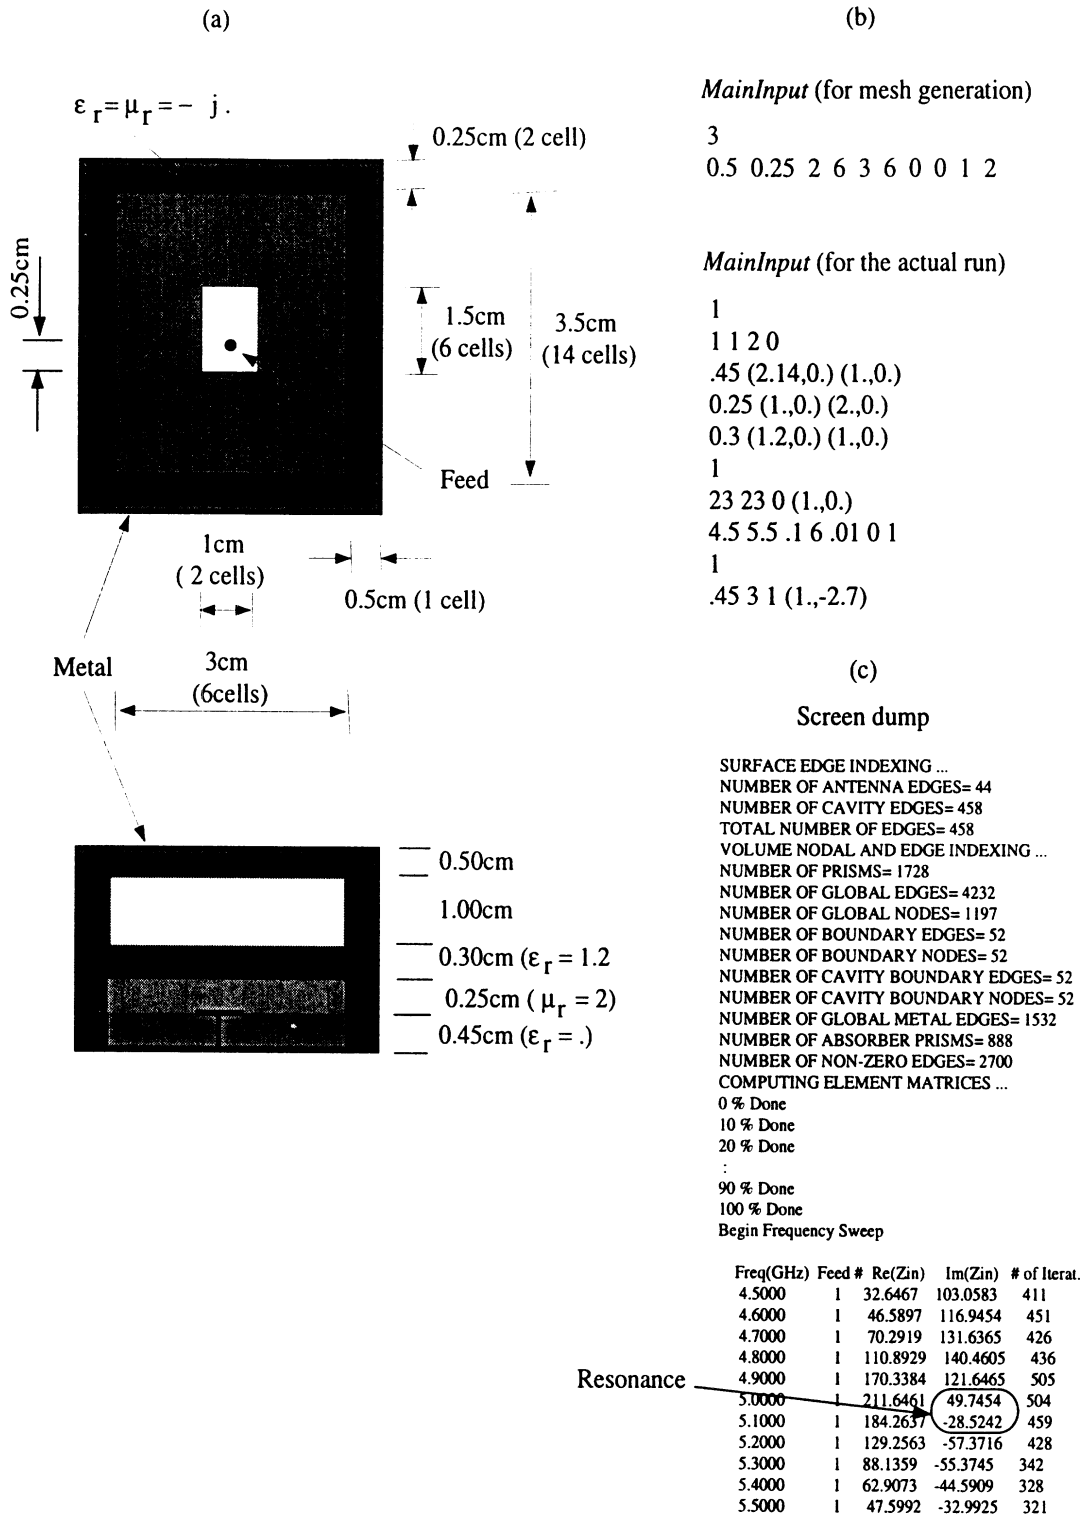 (a)
ε r = μ r = − j .
0.25cm (2 cell)
0.25cm
1.5cm
(6 cells)
3.5cm
(14 cells)
Feed
1cm
( 2 cells)
0.5cm (1 cell)
Metal
3cm
(6cells)
0.50cm
1.00cm
0.30cm (ε r = 1.2
0.25cm ( μ r = 2)
0.45cm (ε r = .)
(b)
MainInput (for mesh generation)
3
0.5 0.25 2 6 3 6 0 0 1 2
MainInput (for the actual run)
1
1 1 2 0
.45 (2.14,0.) (1.,0.)
0.25 (1.,0.) (2.,0.)
0.3 (1.2,0.) (1.,0.)
1
23 23 0 (1.,0.)
4.5 5.5 .1 6 .01 0 1
1
.45 3 1 (1.,-2.7)
(c)
Screen dump
SURFACE EDGE INDEXING ...
NUMBER OF ANTENNA EDGES= 44
NUMBER OF CAVITY EDGES= 458
TOTAL NUMBER OF EDGES= 458
VOLUME NODAL AND EDGE INDEXING ...
NUMBER OF PRISMS= 1728
NUMBER OF GLOBAL EDGES= 4232
NUMBER OF GLOBAL NODES= 1197
NUMBER OF BOUNDARY EDGES= 52
NUMBER OF BOUNDARY NODES= 52
NUMBER OF CAVITY BOUNDARY EDGES= 52
NUMBER OF CAVITY BOUNDARY NODES= 52
NUMBER OF GLOBAL METAL EDGES= 1532
NUMBER OF ABSORBER PRISMS= 888
NUMBER OF NON-ZERO EDGES= 2700
COMPUTING ELEMENT MATRICES ...
0 % Done
10 % Done
20 % Done
:
90 % Done
100 % Done
Begin Frequency Sweep
Freq(GHz) Feed # Re(Zin) Im(Zin) # of Iterat.
4.5000 1 32.6467 103.0583 411
4.6000 1 46.5897 116.9454 451
4.7000 1 70.2919 131.6365 426
4.8000 1 110.8929 140.4605 436
4.9000 1 170.3384 121.6465 505
5.0000 1 211.6461 49.7454 504
5.1000 1 184.2637 -28.5242 459
5.2000 1 129.2563 -57.3716 428
5.3000 1 88.1359 -55.3745 342
5.4000 1 62.9073 -44.5909 328
5.5000 1 47.5992 -32.9925 321
Resonance